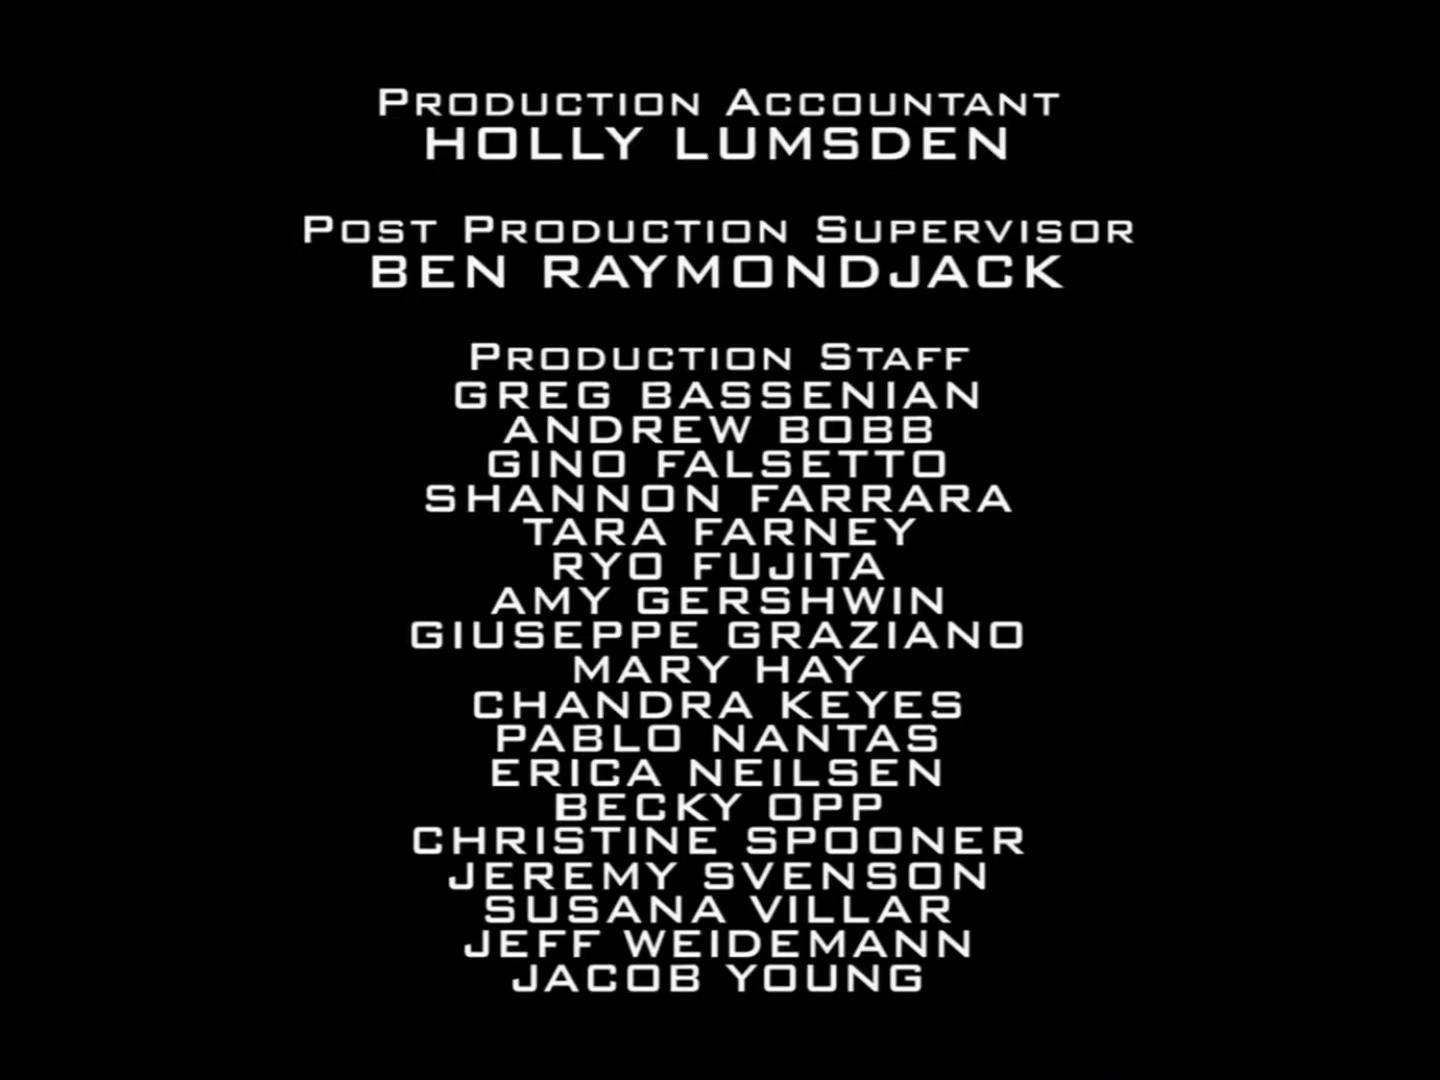 Production Accountant
HOLLY LUMSDEN
Post Production Supervisor
BEN RAYMONDJACK
Production Staff
GREG BASSENIAN
ANDREW BOBB
GINO FALSETTO
SHANNON FARRARA
TARA FARNEY
RYO FUJITA
AMY GERSHWIN
GIUSEPPE GRAZIANO
MARY HAY
CHANDRA KEYES
PABLO NANTAS
ERICA NEILSEN
BECKY OPP
CHRISTINE SPOONER
JEREMY SVENSON
SUSANA VILLAR
JEFF WEIDEMANN
JACOB YOUNG